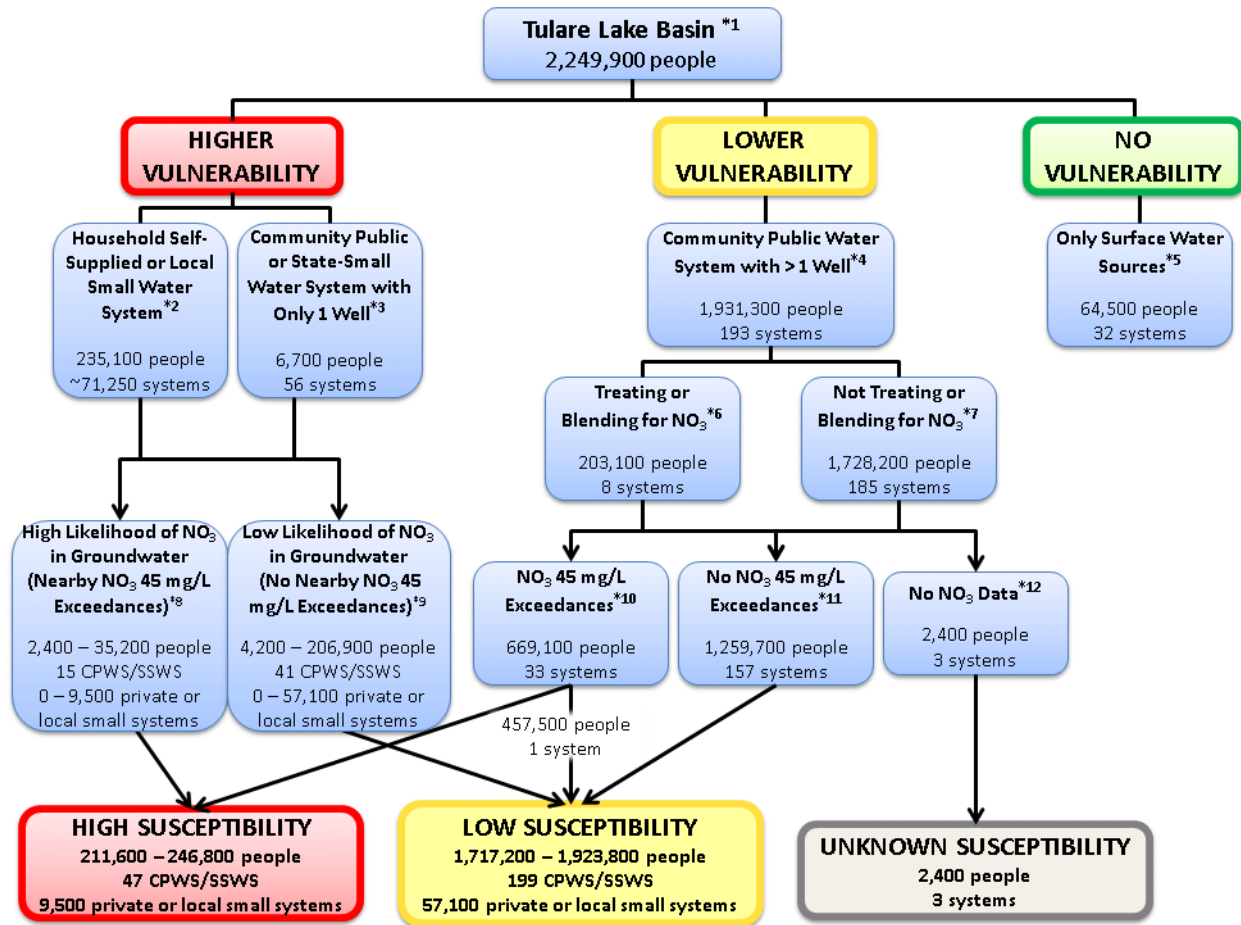 Tulare Lake Basin *1
2,249,900 people
HIGHER
VULNERABILITY
LOWER
VULNERABILITY
NO
VULNERABILITY
Household Self-
Supplied or Local
Small Water
System*2
235,100 people
~71,250 systems
Community Public
or State-Small
Water System with
Only 1 Well*3
6,700 people
56 systems
Community Public Water
System with > 1 Well*4
1,931,300 people
193 systems
Only Surface Water
Sources*5
64,500 people
32 systems
Treating or
Blending for NO3*6
203,100 people
8 systems
Not Treating or
Blending for NO3*7
1,728,200 people
185 systems
High Likelihood of NO3
in Groundwater
(Nearby NO3 45 mg/L
Exceedances)*8
2,400 – 35,200 people
15 CPWS/SSWS
0 – 9,500 private or
local small systems
Low Likelihood of NO3
in Groundwater
(No Nearby NO3 45
mg/L Exceedances)*9
4,200 – 206,900 people
41 CPWS/SSWS
0 – 57,100 private or
local small systems
NO3 45 mg/L
Exceedances*10
669,100 people
33 systems
No NO3 45 mg/L
Exceedances*11
1,259,700 people
157 systems
No NO3 Data*12
2,400 people
3 systems
457,500 people
1 system
HIGH SUSCEPTIBILITY
211,600 – 246,800 people
47 CPWS/SSWS
9,500 private or local small systems
LOW SUSCEPTIBILITY
1,717,200 – 1,923,800 people
199 CPWS/SSWS
57,100 private or local small systems
UNKNOWN SUSCEPTIBILITY
2,400 people
3 systems